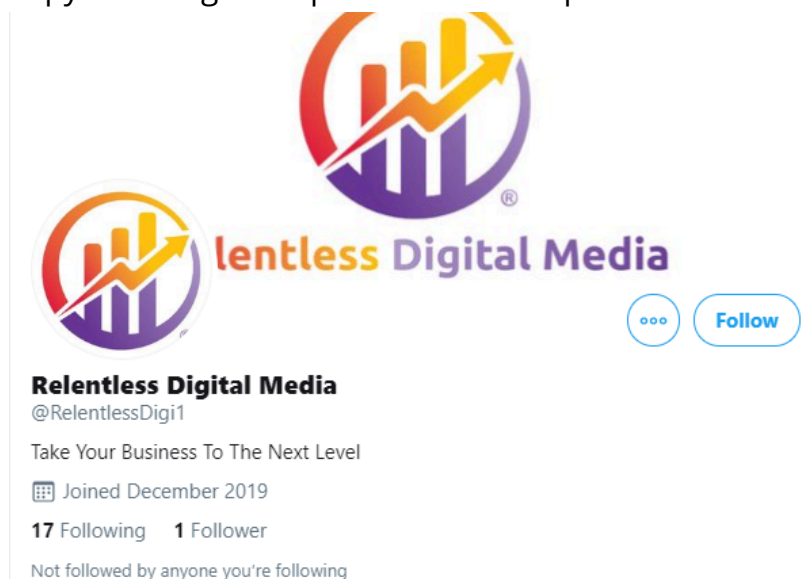 ®
lentless Digital Media
Follow
Relentless Digital Media
@RelentlessDigi1
Take Your Business To The Next Level
Joined December 2019
17 Following 1 Follower
Not followed by anyone you're following